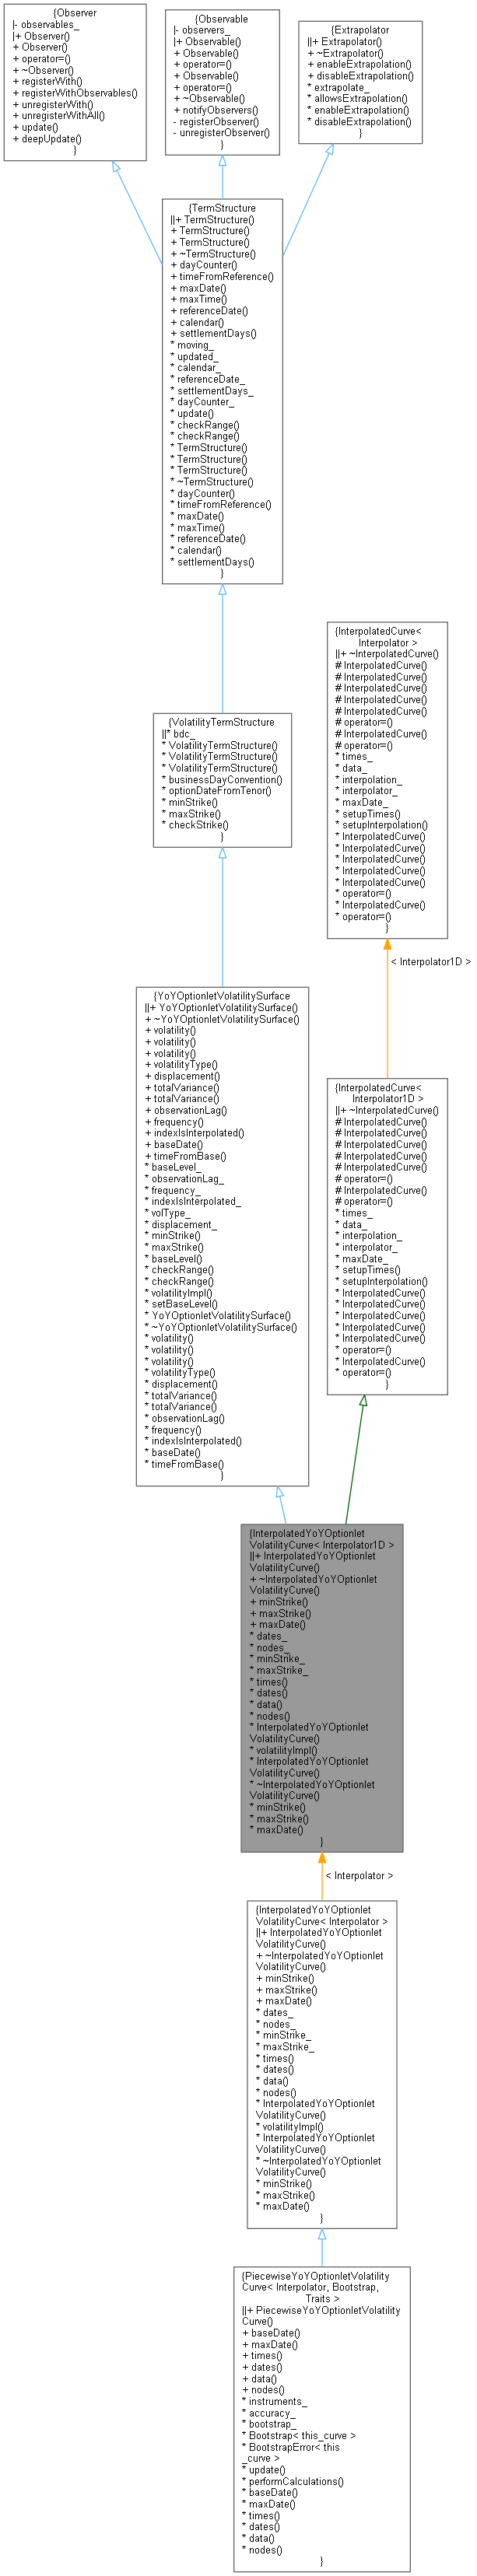 {Observer
|- observables_
|+ Observer()
+ Observer()
+ operator=()
+ ~Observer()
+ registerWith()
+ registerWithObservables()
+ unregisterWith()
+ unregisterWithAll()
+ update()
+ deepUpdate()
}
{Observable
|- observers_
|+ Observable()
+ Observable()
+ operator=()
+ Observable()
+ operator=()
+ ~Observable()
+ notifyObservers()
- registerObserver()
- unregisterObserver()
}
{Extrapolator
||+ Extrapolator()
+ ~Extrapolator()
+ enableExtrapolation()
+ disableExtrapolation()
* extrapolate_
* allowsExtrapolation()
* enableExtrapolation()
* disableExtrapolation()
}
{TermStructure
||+ TermStructure()
+ TermStructure()
+ TermStructure()
+ ~TermStructure()
+ dayCounter()
+ timeFromReference()
+ maxDate()
+ maxTime()
+ referenceDate()
+ calendar()
+ settlementDays()
* moving_
* updated_
* calendar_
* referenceDate_
* settlementDays_
* dayCounter_
* update()
* checkRange()
* checkRange()
* TermStructure()
* TermStructure()
* TermStructure()
* ~TermStructure()
* dayCounter()
* timeFromReference()
* maxDate()
* maxTime()
* referenceDate()
* calendar()
* settlementDays()
}
{InterpolatedCurve<
Interpolator >
||+ ~InterpolatedCurve()
# InterpolatedCurve()
# InterpolatedCurve()
# InterpolatedCurve()
# InterpolatedCurve()
# InterpolatedCurve()
# operator=()
# InterpolatedCurve()
# operator=()
* times_
* data_
* interpolation_
* interpolator_
* maxDate_
* setupTimes()
* setupInterpolation()
* InterpolatedCurve()
* InterpolatedCurve()
* InterpolatedCurve()
* InterpolatedCurve()
* InterpolatedCurve()
* operator=()
* InterpolatedCurve()
* operator=()
}
{VolatilityTermStructure
||* bdc_
* VolatilityTermStructure()
* VolatilityTermStructure()
* VolatilityTermStructure()
* businessDayConvention()
* optionDateFromTenor()
* minStrike()
* maxStrike()
* checkStrike()
}
< Interpolator1D >
{YoYOptionletVolatilitySurface
||+ YoYOptionletVolatilitySurface()
+ ~YoYOptionletVolatilitySurface()
+ volatility()
+ volatility()
+ volatility()
+ volatilityType()
+ displacement()
+ totalVariance()
+ totalVariance()
+ observationLag()
+ frequency()
+ indexIsInterpolated()
+ baseDate()
+ timeFromBase()
* baseLevel_
* observationLag_
* frequency_
* indexIsInterpolated_
* volType_
* displacement_
* minStrike()
* maxStrike()
* baseLevel()
* checkRange()
* checkRange()
* volatilityImpl()
* setBaseLevel()
* YoYOptionletVolatilitySurface()
* ~YoYOptionletVolatilitySurface()
* volatility()
* volatility()
* volatility()
* volatilityType()
* displacement()
* totalVariance()
* totalVariance()
* observationLag()
* frequency()
* indexIsInterpolated()
* baseDate()
* timeFromBase()
}
{InterpolatedCurve<
Interpolator1D >
||+ ~InterpolatedCurve()
# InterpolatedCurve()
# InterpolatedCurve()
# InterpolatedCurve()
# InterpolatedCurve()
# InterpolatedCurve()
# operator=()
# InterpolatedCurve()
# operator=()
* times_
* data_
* interpolation_
* interpolator_
* maxDate_
* setupTimes()
* setupInterpolation()
* InterpolatedCurve()
* InterpolatedCurve()
* InterpolatedCurve()
* InterpolatedCurve()
* InterpolatedCurve()
* operator=()
* InterpolatedCurve()
* operator=()
}
{InterpolatedYoYOptionlet
VolatilityCurve< Interpolator1D >
||+ InterpolatedYoYOptionlet
VolatilityCurve()
+ ~InterpolatedYoYOptionlet
VolatilityCurve()
+ minStrike()
+ maxStrike()
+ maxDate()
* dates_
* nodes_
* minStrike_
* maxStrike_
* times()
* dates()
* data()
* nodes()
* InterpolatedYoYOptionlet
VolatilityCurve()
* volatilityImpl()
* InterpolatedYoYOptionlet
VolatilityCurve()
* ~InterpolatedYoYOptionlet
VolatilityCurve()
* minStrike()
* maxStrike()
* maxDate()
}
< Interpolator >
{InterpolatedYoYOptionlet
VolatilityCurve< Interpolator >
||+ InterpolatedYoYOptionlet
VolatilityCurve()
+ ~InterpolatedYoYOptionlet
VolatilityCurve()
+ minStrike()
+ maxStrike()
+ maxDate()
* dates_
* nodes_
* minStrike_
* maxStrike_
* times()
* dates()
* data()
* nodes()
* InterpolatedYoYOptionlet
VolatilityCurve()
* volatilityImpl()
* InterpolatedYoYOptionlet
VolatilityCurve()
* ~InterpolatedYoYOptionlet
VolatilityCurve()
* minStrike()
* maxStrike()
* maxDate()
}
{PiecewiseYoYOptionletVolatility
Curve< Interpolator, Bootstrap,
Traits >
||+ PiecewiseYoYOptionletVolatility
Curve()
+ baseDate()
+ maxDate()
+ times()
+ dates()
+ data()
+ nodes()
* instruments_
* accuracy_
* bootstrap_
* Bootstrap< this_curve >
* BootstrapError< this
_curve >
* update()
* performCalculations()
* baseDate()
* maxDate()
* times()
* dates()
* data()
* nodes()
}